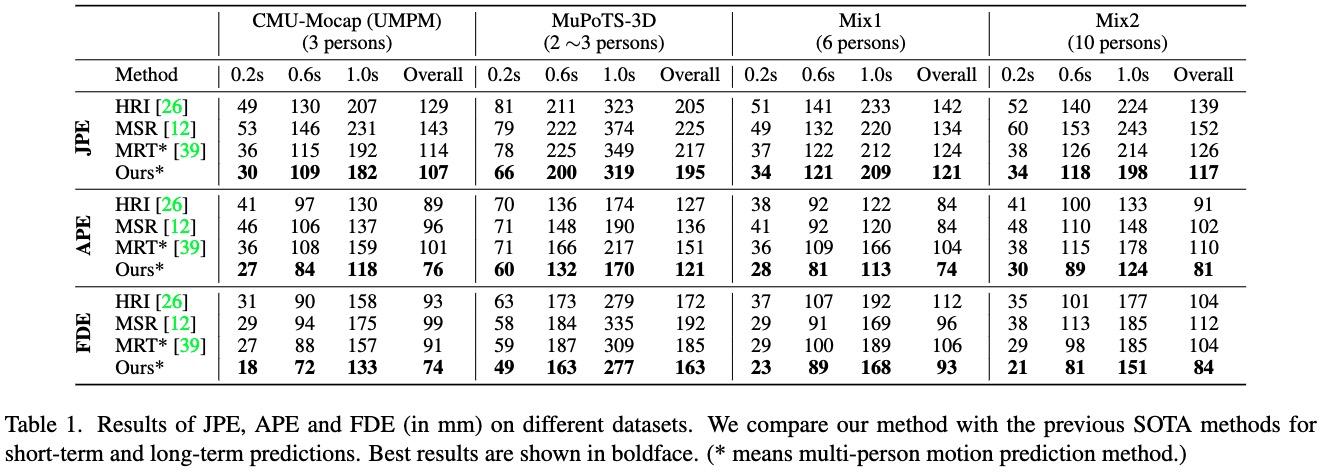 CMU-Mocap (UMPM) MuPoTS-3D Mix1 Mix2
(3 persons) (2 ∼3 persons) (6 persons) (10 persons)
Method 0.2s 0.6s 1.0s Overall 0.2s 0.6s 1.0s Overall 0.2s 0.6s 1.0s Overall 0.2s 0.6s 1.0s Overall
JPE
HRI [26] 49 130 207 129 81 211 323 205 51 141 233 142 52 140 224 139
MSR [12] 53 146 231 143 79 222 374 225 49 132 220 134 60 153 243 152
MRT* [39] 36 115 192 114 78 225 349 217 37 122 212 124 38 126 214 126
Ours* 30 109 182 107 66 200 319 195 34 121 209 121 34 118 198 117
APE
HRI [26] 41 97 130 89 70 136 174 127 38 92 122 84 41 100 133 91
MSR [12] 46 106 137 96 71 148 190 136 41 92 120 84 48 110 148 102
MRT* [39] 36 108 159 101 71 166 217 151 36 109 166 104 38 115 178 110
Ours* 27 84 118 76 60 132 170 121 28 81 113 74 30 89 124 81
FDE
HRI [26] 31 90 158 93 63 173 279 172 37 107 192 112 35 101 177 104
MSR [12] 29 94 175 99 58 184 335 192 29 91 169 96 38 113 185 112
MRT* [39] 27 88 157 91 59 187 309 185 29 100 189 106 29 98 185 104
Ours* 18 72 133 74 49 163 277 163 23 89 168 93 21 81 151 84
Table 1. Results of JPE, APE and FDE (in mm) on different datasets. We compare our method with the previous SOTA methods for
short-term and long-term predictions. Best results are shown in boldface. (* means multi-person motion prediction method.)